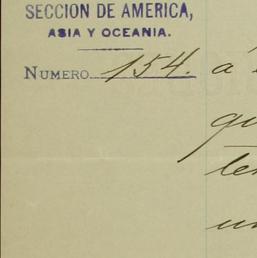 SECCION DE AMERICA,
ASIA Y OCEANIA.
NUMERO 154. á